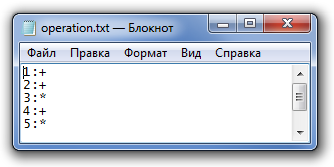 operation.txt — Блокнот
Файл Правка Формат Вид Справка
1:+
2:+
3:*
4:+
5:*